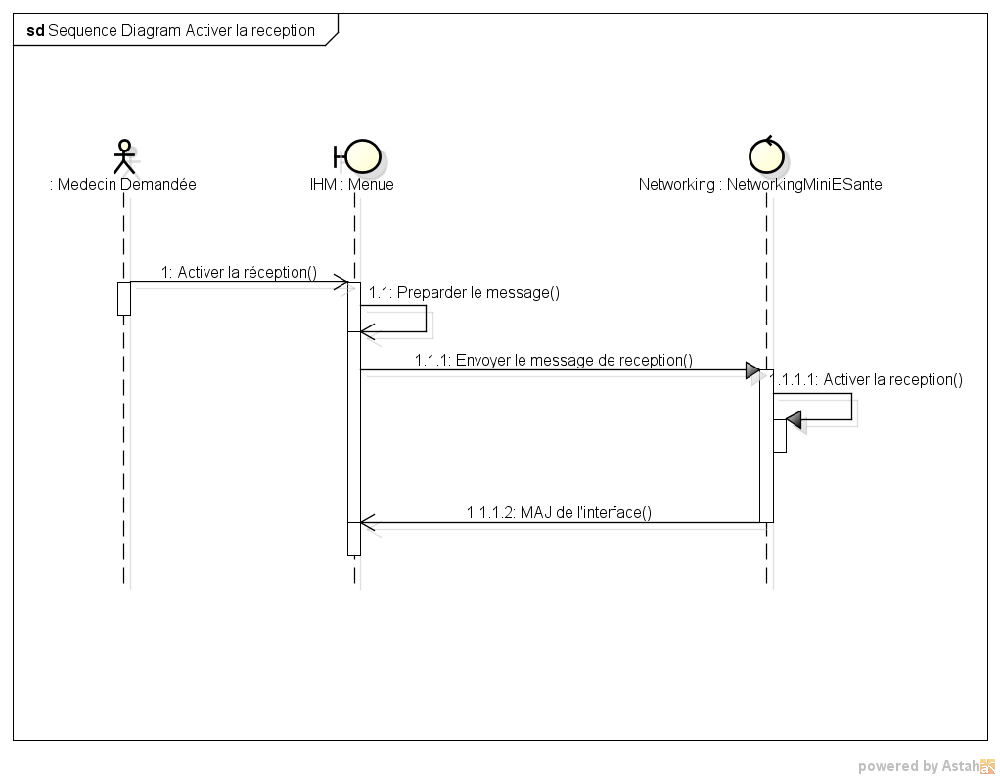 sd Sequence Diagram Activer la reception
: Medecin Demandée
IHM : Menue
Networking : NetworkingMiniESante
1: Activer la réception()
1.1: Preparder le message()
1.1.1: Envoyer le message de reception()
1.1.1.1: Activer la reception()
1.1.1.2: MAJ de l'interface()
powered by Astah